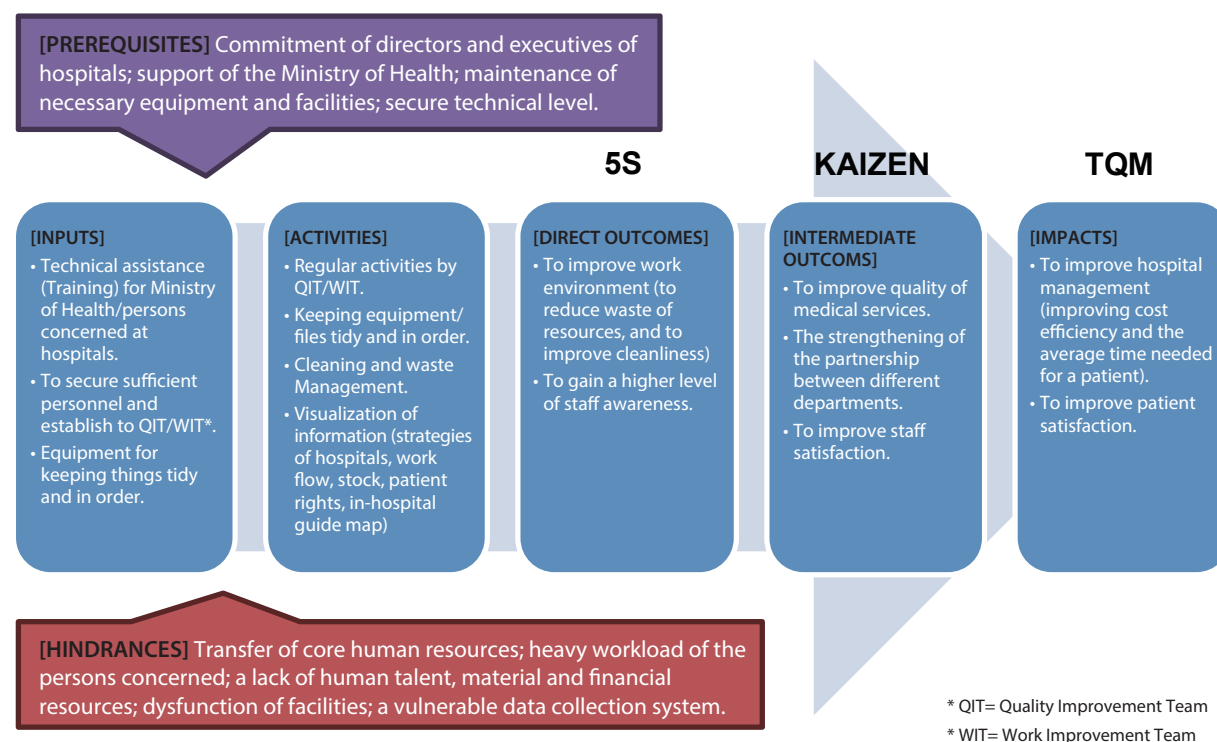 [PREREQUISITES] Commitment of directors and executives of
hospitals; support of the Ministry of Health; maintenance of
necessary equipment and facilities; secure technical level.
5S
KAIZEN
TQM
[INPUTS]
• Technical assistance
(Training) for Ministry
of Health/persons
concerned at
hospitals.
• To secure sufficient
personnel and
establish to QIT/WIT*.
• Equipment for
keeping things tidy
and in order.
[ACTIVITIES]
• Regular activities by
QIT/WIT.
• Keeping equipment/
files tidy and in order.
• Cleaning and waste
Management.
• Visualization of
information (strategies
of hospitals, work
flow, stock, patient
rights, in-hospital
guide map)
[DIRECT OUTCOMES]
• To improve work
environment (to
reduce waste of
resources, and to
improve cleanliness)
• To gain a higher level
of staff awareness.
[INTERMEDIATE
OUTCOMS]
• To improve quality of
medical services.
• The strengthening of
the partnership
between different
departments.
• To improve staff
satisfaction.
[IMPACTS]
• To improve hospital
management
(improving cost
efficiency and the
average time needed
for a patient).
• To improve patient
satisfaction.
[HINDRANCES] Transfer of core human resources; heavy workload of the
persons concerned; a lack of human talent, material and financial
resources; dysfunction of facilities; a vulnerable data collection system.
* QIT= Quality Improvement Team
* WIT= Work Improvement Team